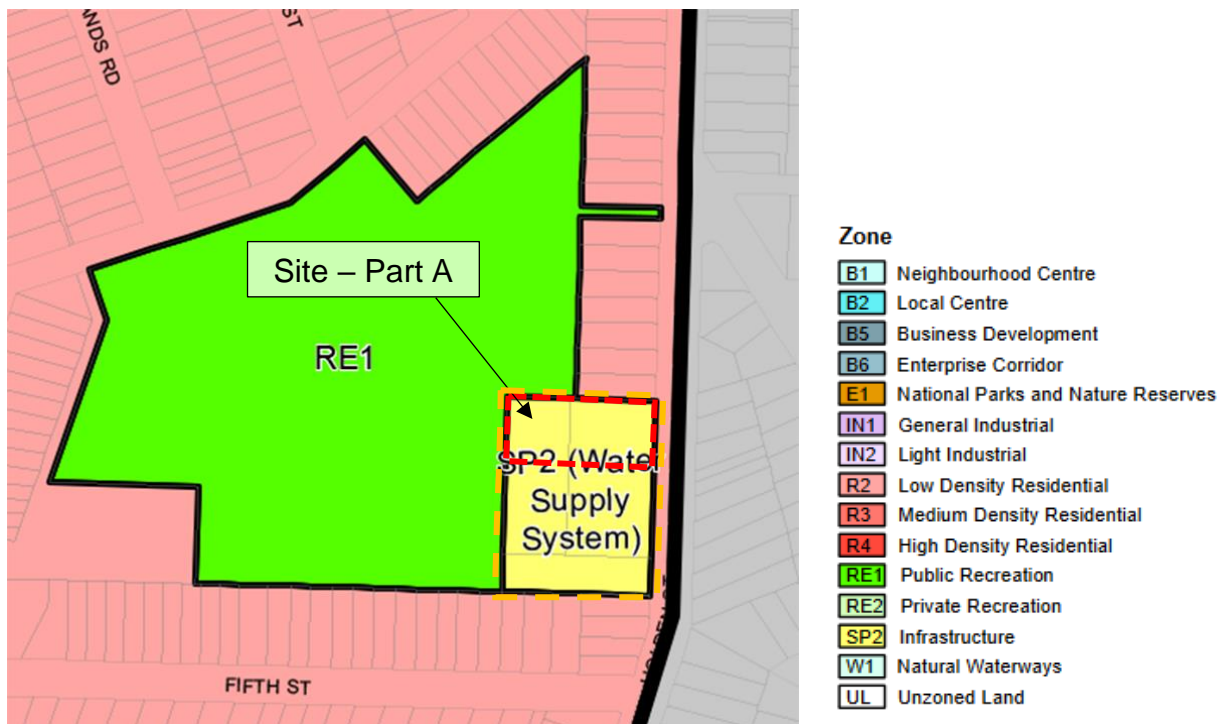 ANDS RD
ST
Site – Part A
RE1
SP2 (Water
Supply
System)
FIFTH ST
Zone
B1 Neighbourhood Centre
B2 Local Centre
B5 Business Development
B6 Enterprise Corridor
E1 National Parks and Nature Reserves
IN1 General Industrial
IN2 Light Industrial
R2 Low Density Residential
R3 Medium Density Residential
R4 High Density Residential
RE1 Public Recreation
RE2 Private Recreation
SP2 Infrastructure
W1 Natural Waterways
UL Unzoned Land